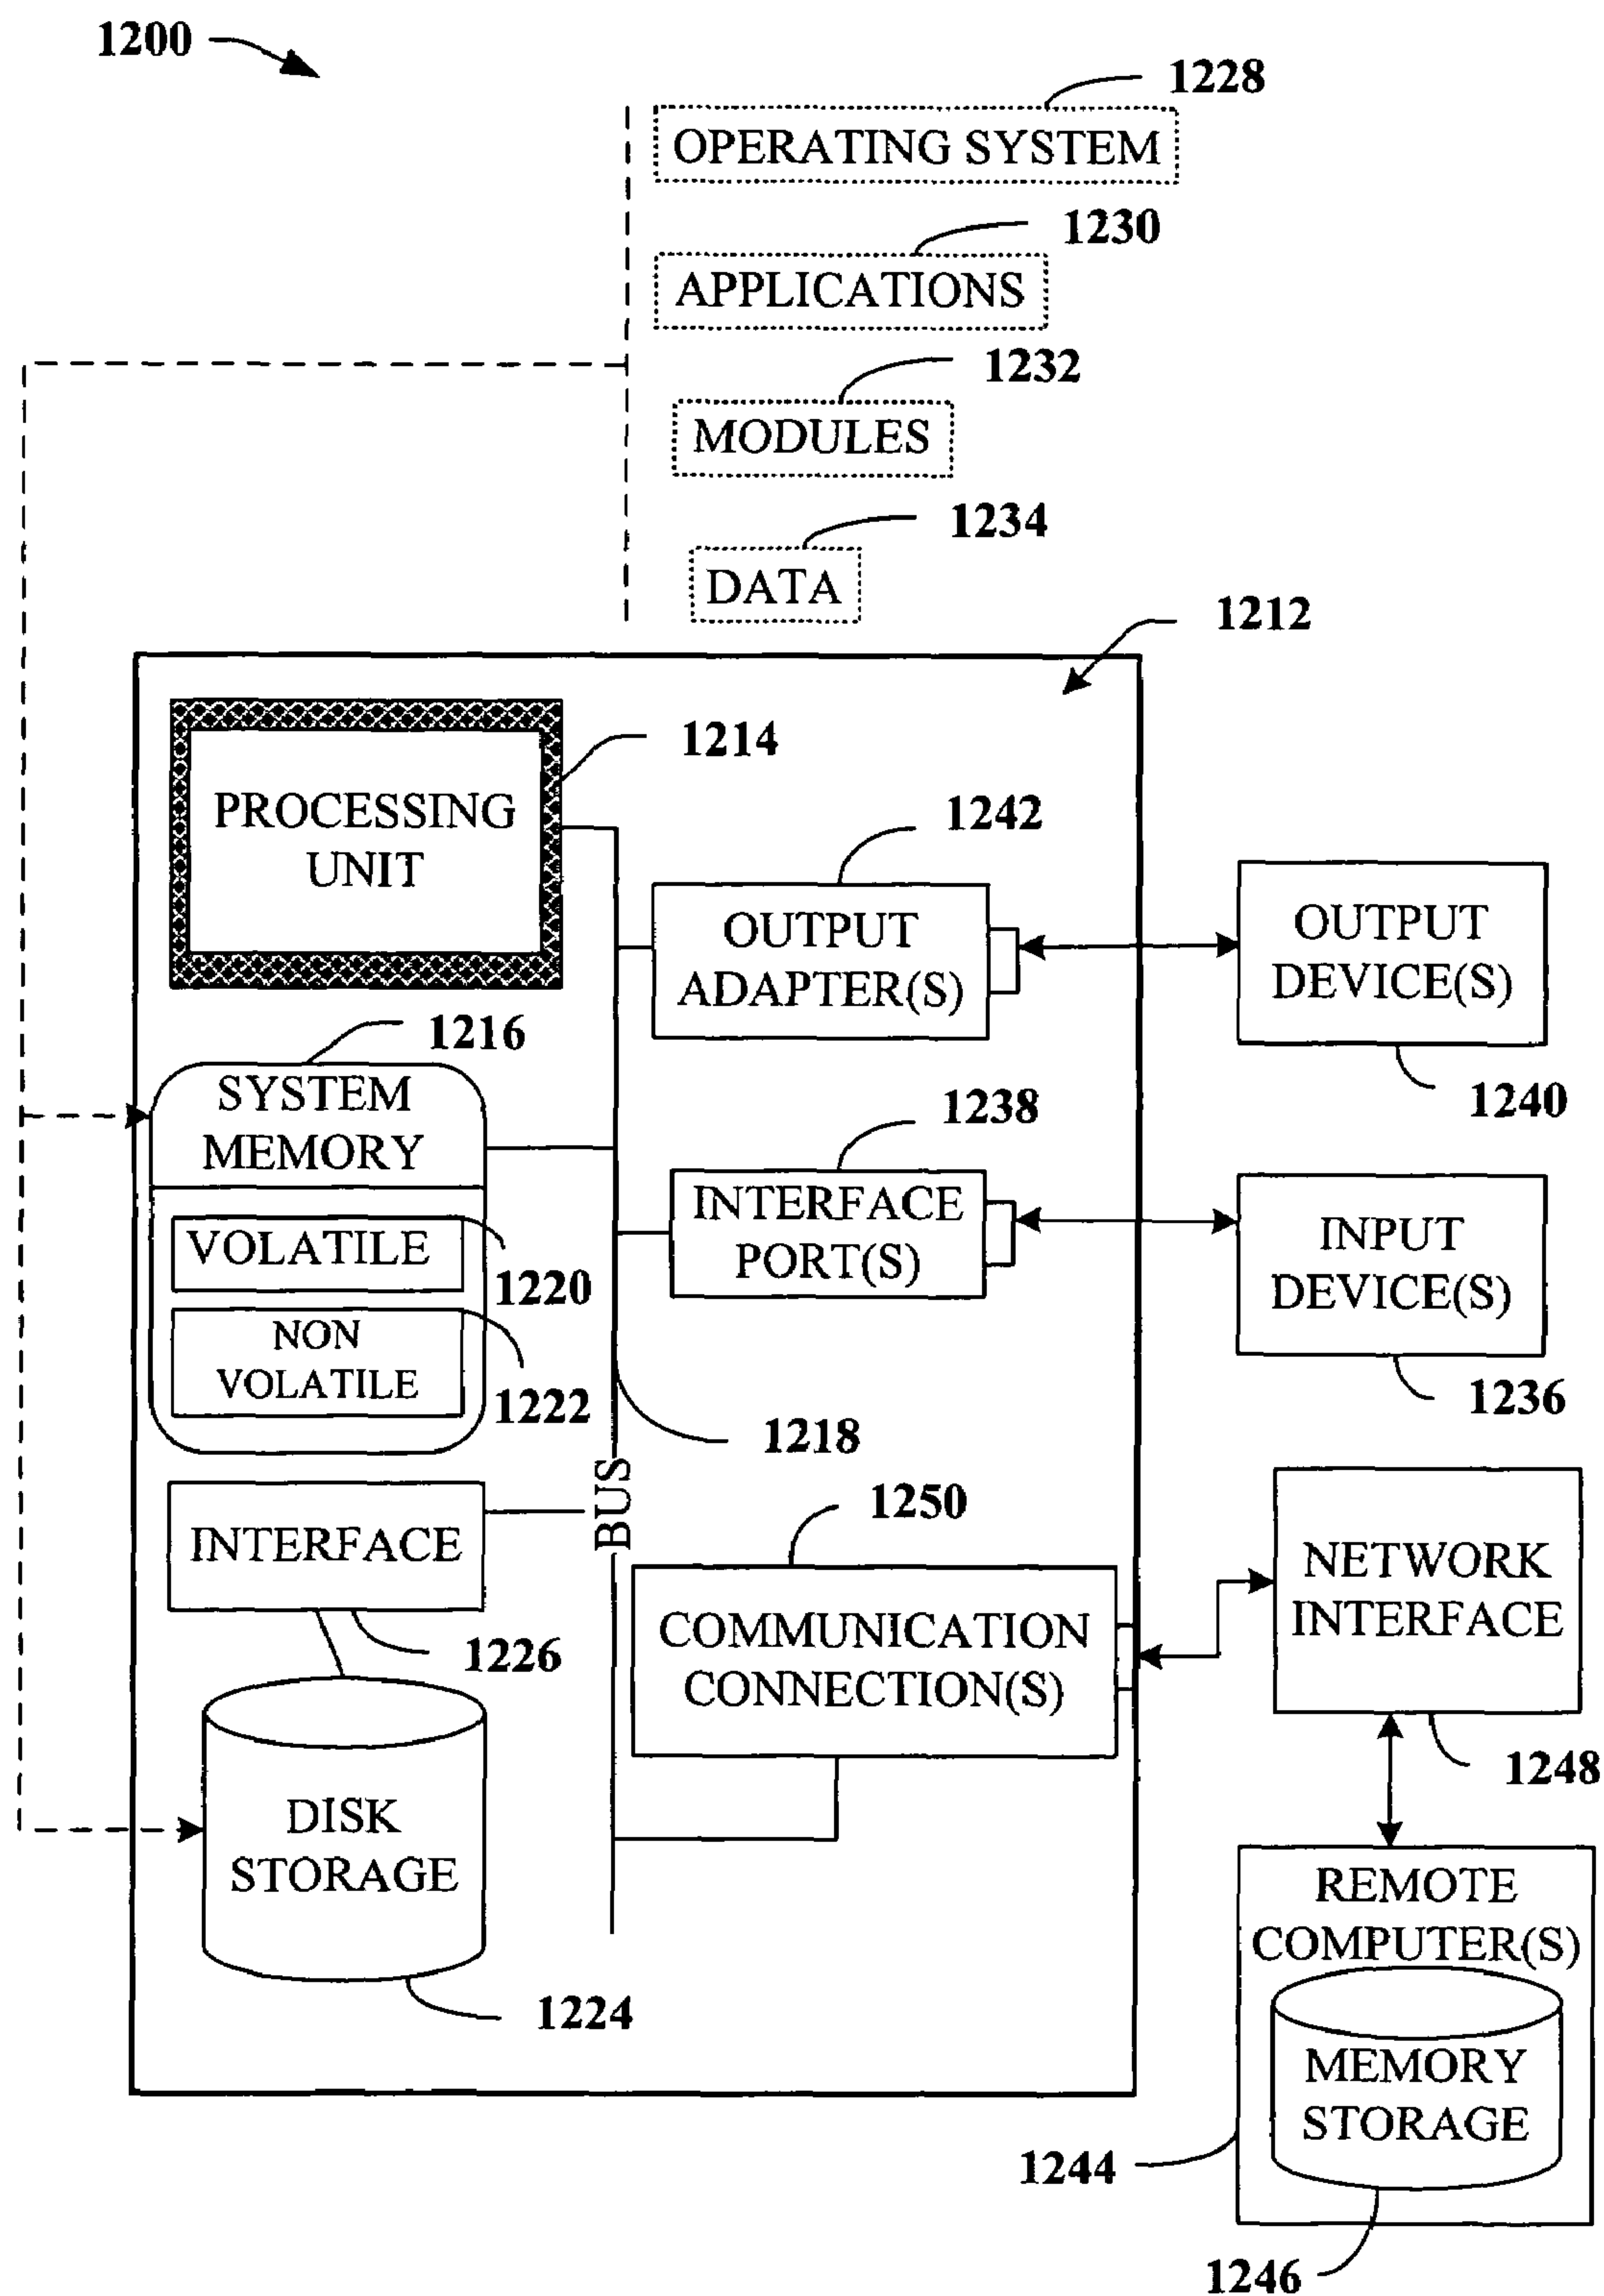 1200
1228
OPERATING SYSTEM
1230
APPLICATIONS
1232
MODULES
1234
DATA
1212
1214
PROCESSING
UNIT
1242
OUTPUT
ADAPTER(S)
OUTPUT
DEVICE(S)
1240
1216
SYSTEM
MEMORY
1238
INTERFACE
PORT(S)
INPUT
DEVICE(S)
1236
VOLATILE
1220
NON
VOLATILE
1222
1218
BUS
INTERFACE
1226
1250
COMMUNICATION
CONNECTION(S)
NETWORK
INTERFACE
1248
DISK
STORAGE
1224
REMOTE
COMPUTER(S)
MEMORY
STORAGE
1244
1246